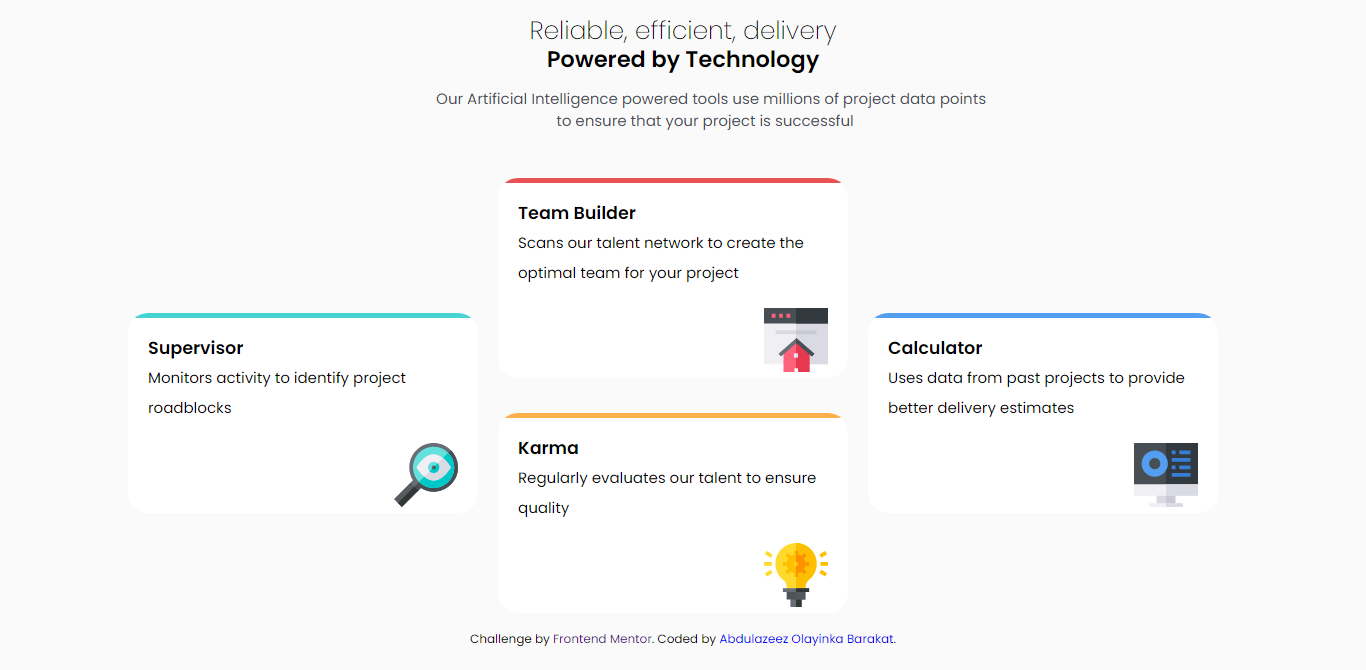 Reliable, efficient, delivery
Powered by Technology
Our Artificial Intelligence powered tools use millions of project data points
to ensure that your project is successful
Team Builder
Scans our talent network to create the
optimal team for your project
Supervisor
Monitors activity to identify project
roadblocks
Calculator
Uses data from past projects to provide
better delivery estimates
Karma
Regularly evaluates our talent to ensure
quality
Challenge by Frontend Mentor. Coded by Abdulazeez Olayinka Barakat.